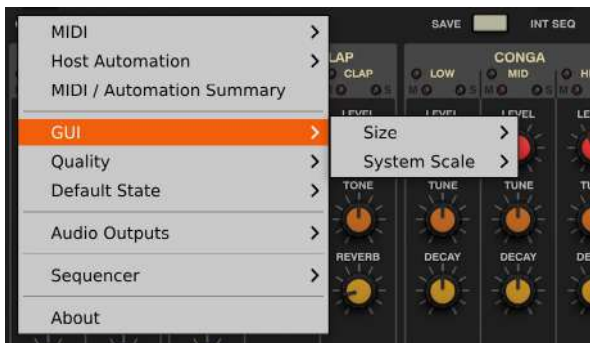 SAVE INT SEQ
MIDI
Host Automation
MIDI / Automation Summary
GUI
Quality
Default State
Audio Outputs
Sequencer
About
Size
System Scale
CONGA
CLAP LOW MID
M S M S M S
LEVEL LEVEL LEVEL
TONE TUNE TUNE
REVERB DECAY DECAY